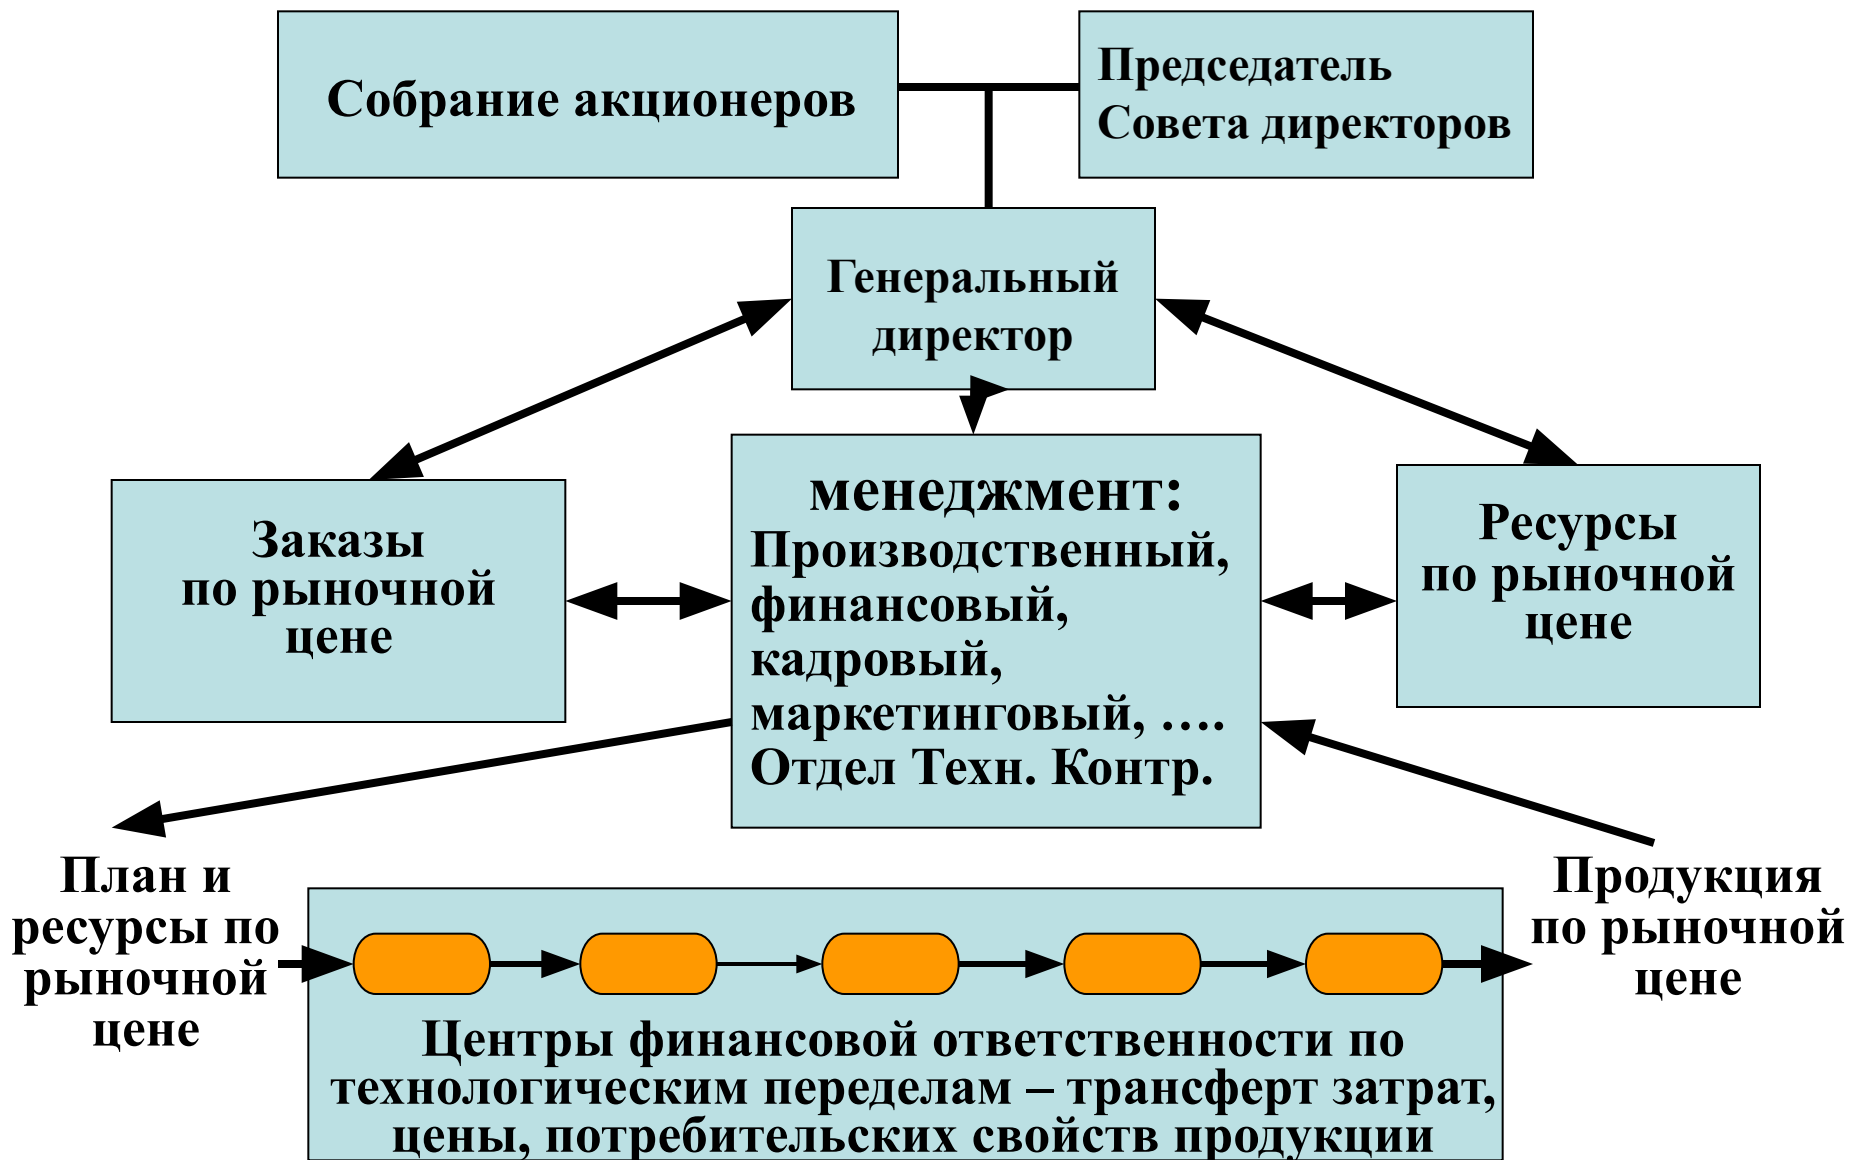 Собрание акционеров
Председатель
Совета директоров
Генеральный
директор
Заказы
по рыночной
цене
менеджмент:
Производственный,
финансовый,
кадровый,
маркетинговый, ….
Отдел Техн. Контр.
Ресурсы
по рыночной
цене
План и
ресурсы по
рыночной
цене
Продукция
по рыночной
цене
Центры финансовой ответственности по
технологическим переделам – трансферт затрат,
цены, потребительских свойств продукции